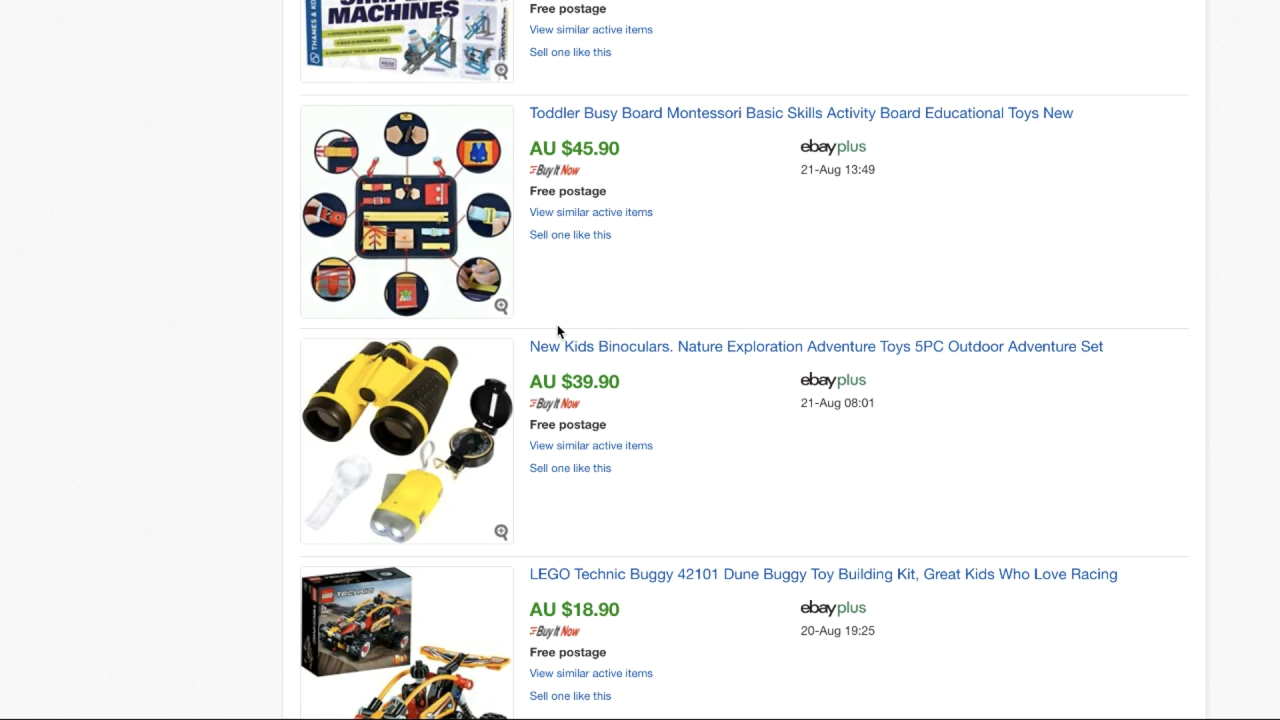 MACHINES
THAMES & KO
Free postage
View similar active items
Sell one like this
Toddler Busy Board Montessori Basic Skills Activity Board Educational Toys New
AU $45.90
ebayplus
Buy It Now
21-Aug 13:49
Free postage
View similar active items
Sell one like this
New Kids Binoculars. Nature Exploration Adventure Toys 5PC Outdoor Adventure Set
AU $39.90
ebayplus
Buy It Now
21-Aug 08:01
Free postage
View similar active items
Sell one like this
LEGO Technic Buggy 42101 Dune Buggy Toy Building Kit, Great Kids Who Love Racing
TECHNIC
AU $18.90
ebayplus
Buy It Now
20-Aug 19:25
Free postage
View similar active items
Sell one like this